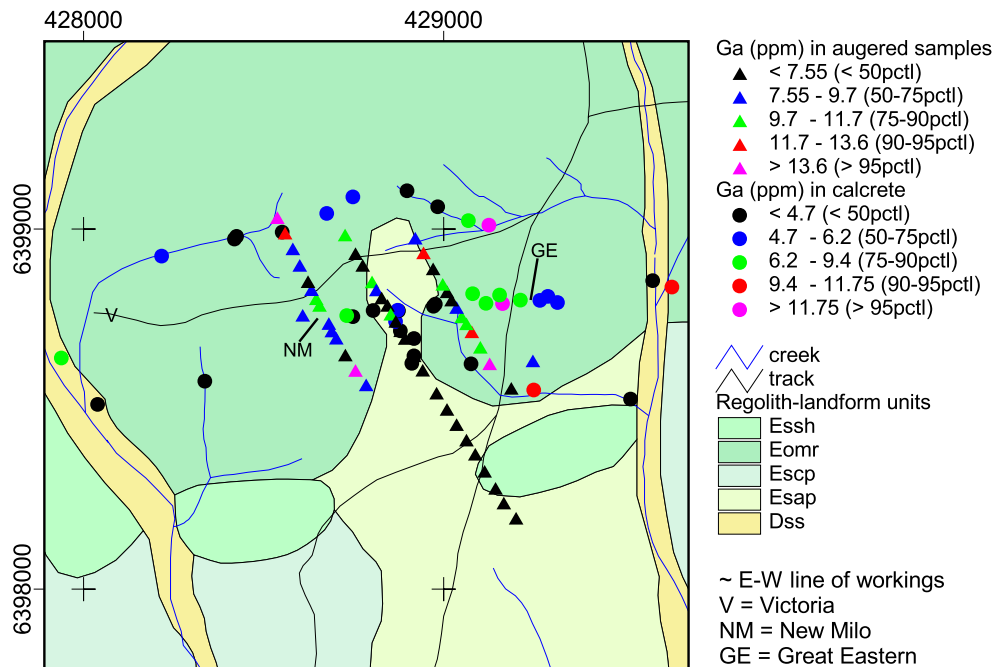 428000
429000
6399000
6398000
V
NM
GE
Ga (ppm) in augered samples
< 7.55 (< 50pctl)
7.55 - 9.7 (50-75pctl)
9.7 - 11.7 (75-90pctl)
11.7 - 13.6 (90-95pctl)
> 13.6 (> 95pctl)
Ga (ppm) in calcrete
< 4.7 (< 50pctl)
4.7 - 6.2 (50-75pctl)
6.2 - 9.4 (75-90pctl)
9.4 - 11.75 (90-95pctl)
> 11.75 (> 95pctl)
creek
track
Regolith-landform units
Essh
Eomr
Escp
Esap
Dss
~ E-W line of workings
V = Victoria
NM = New Milo
GE = Great Eastern